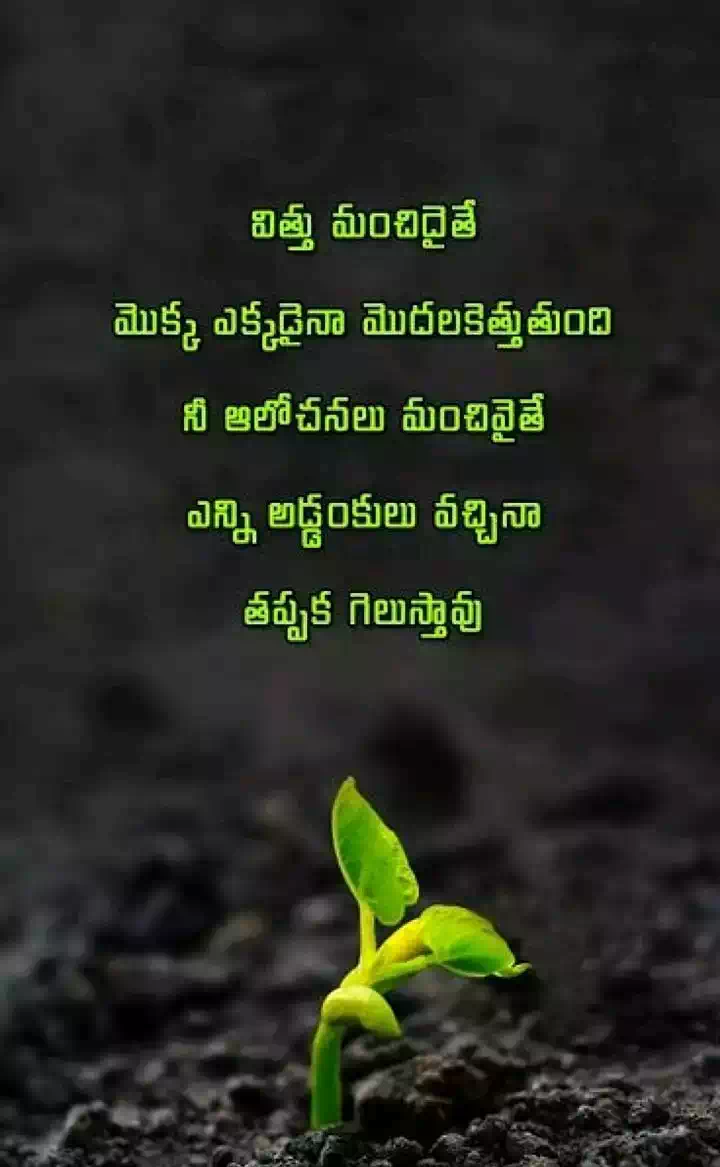 విత్తు మంచిదైతే
మొక్క ఎక్కడైనా మొదలకెత్తుతుంది
నీ ఆలోచనలు మంచివైతే
ఎన్ని అడ్డంకులు వచ్చినా
తప్పక గెలుస్తావు